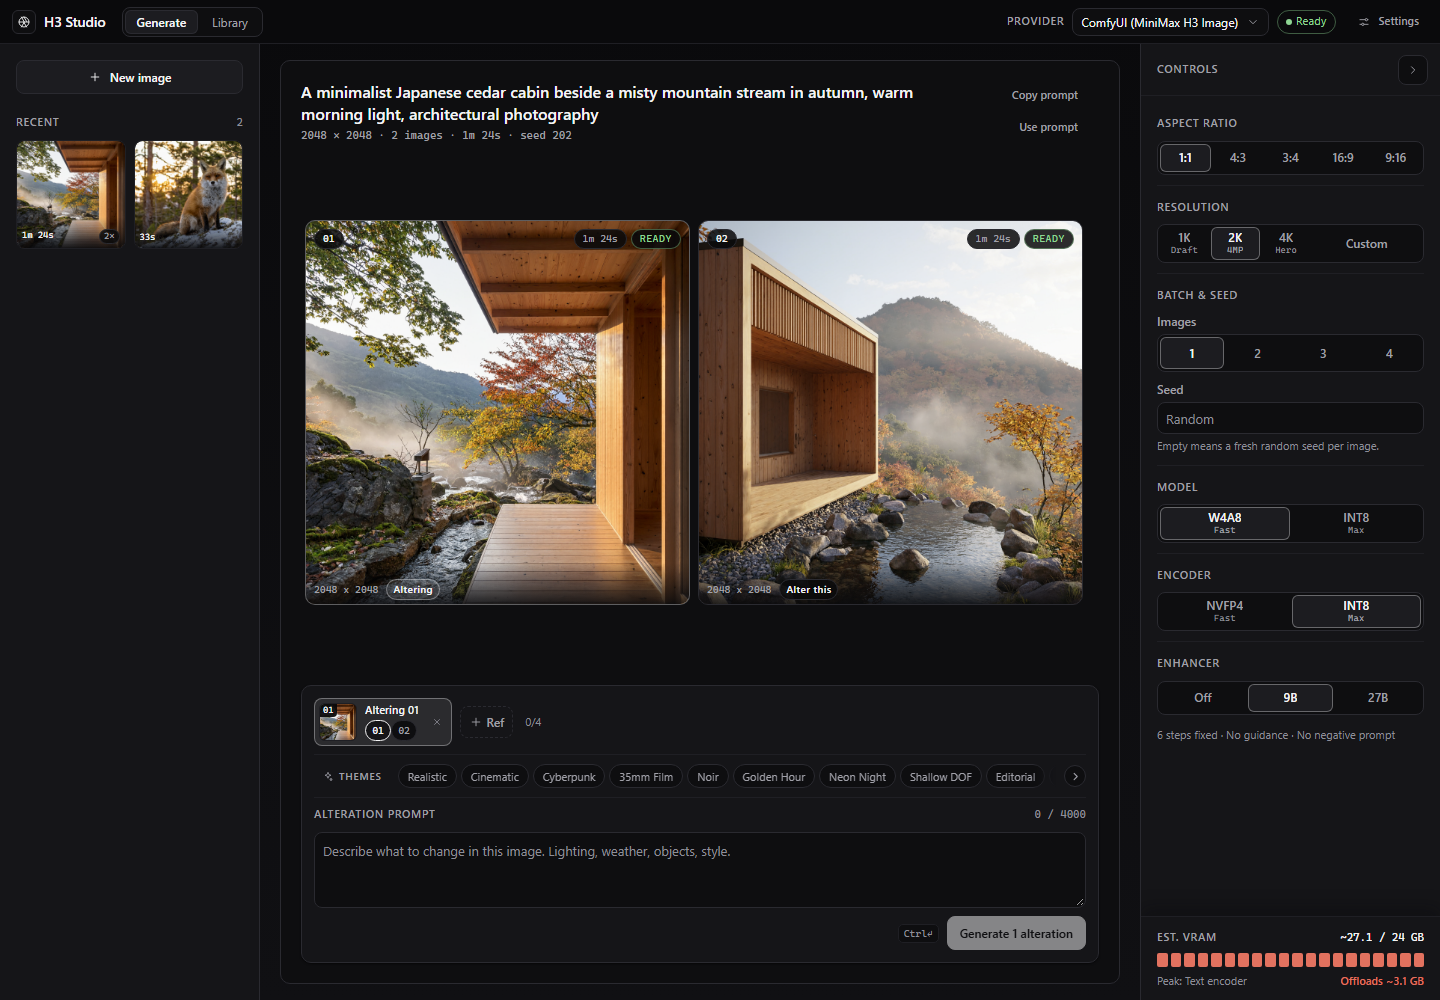 H3 Studio
Generate
Library
PROVIDER
ComfyUI (MiniMax H3 Image)
Ready
Settings
New image
RECENT
2
1m 24s
2×
33s
A minimalist Japanese cedar cabin beside a misty mountain stream in autumn, warm
morning light, architectural photography
2048 × 2048 · 2 images · 1m 24s · seed 202
Copy prompt
Use prompt
01
1m 24s
READY
2048 x 2048
Altering
02
1m 24s
READY
2048 x 2048
Alter this
01
Altering 01
01
02
×
+ Ref
0/4
THEMES
Realistic
Cinematic
Cyberpunk
35mm Film
Noir
Golden Hour
Neon Night
Shallow DOF
Editorial
ALTERATION PROMPT
0 / 4000
Describe what to change in this image. Lighting, weather, objects, style.
Ctrl↵
Generate 1 alteration
CONTROLS
ASPECT RATIO
1:1
4:3
3:4
16:9
9:16
RESOLUTION
1K
Draft
2K
4MP
4K
Hero
Custom
BATCH & SEED
Images
1
2
3
4
Seed
Random
Empty means a fresh random seed per image.
MODEL
W4A8
Fast
INT8
Max
ENCODER
NVFP4
Fast
INT8
Max
ENHANCER
Off
9B
27B
6 steps fixed · No guidance · No negative prompt
EST. VRAM
~27.1 / 24 GB
Peak: Text encoder
Offloads ~3.1 GB